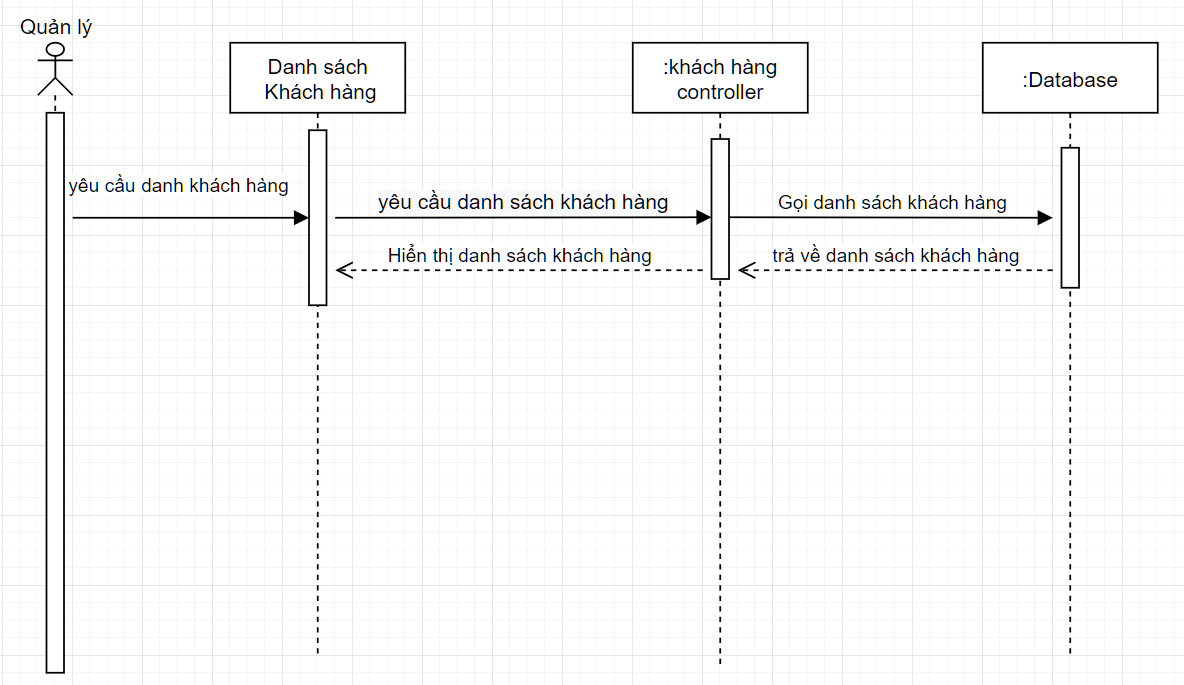 Quản lý
Danh sách
Khách hàng
:khách hàng
controller
:Database
yêu cầu danh khách hàng
yêu cầu danh sách khách hàng
Gọi danh sách khách hàng
Hiển thị danh sách khách hàng
trả về danh sách khách hàng